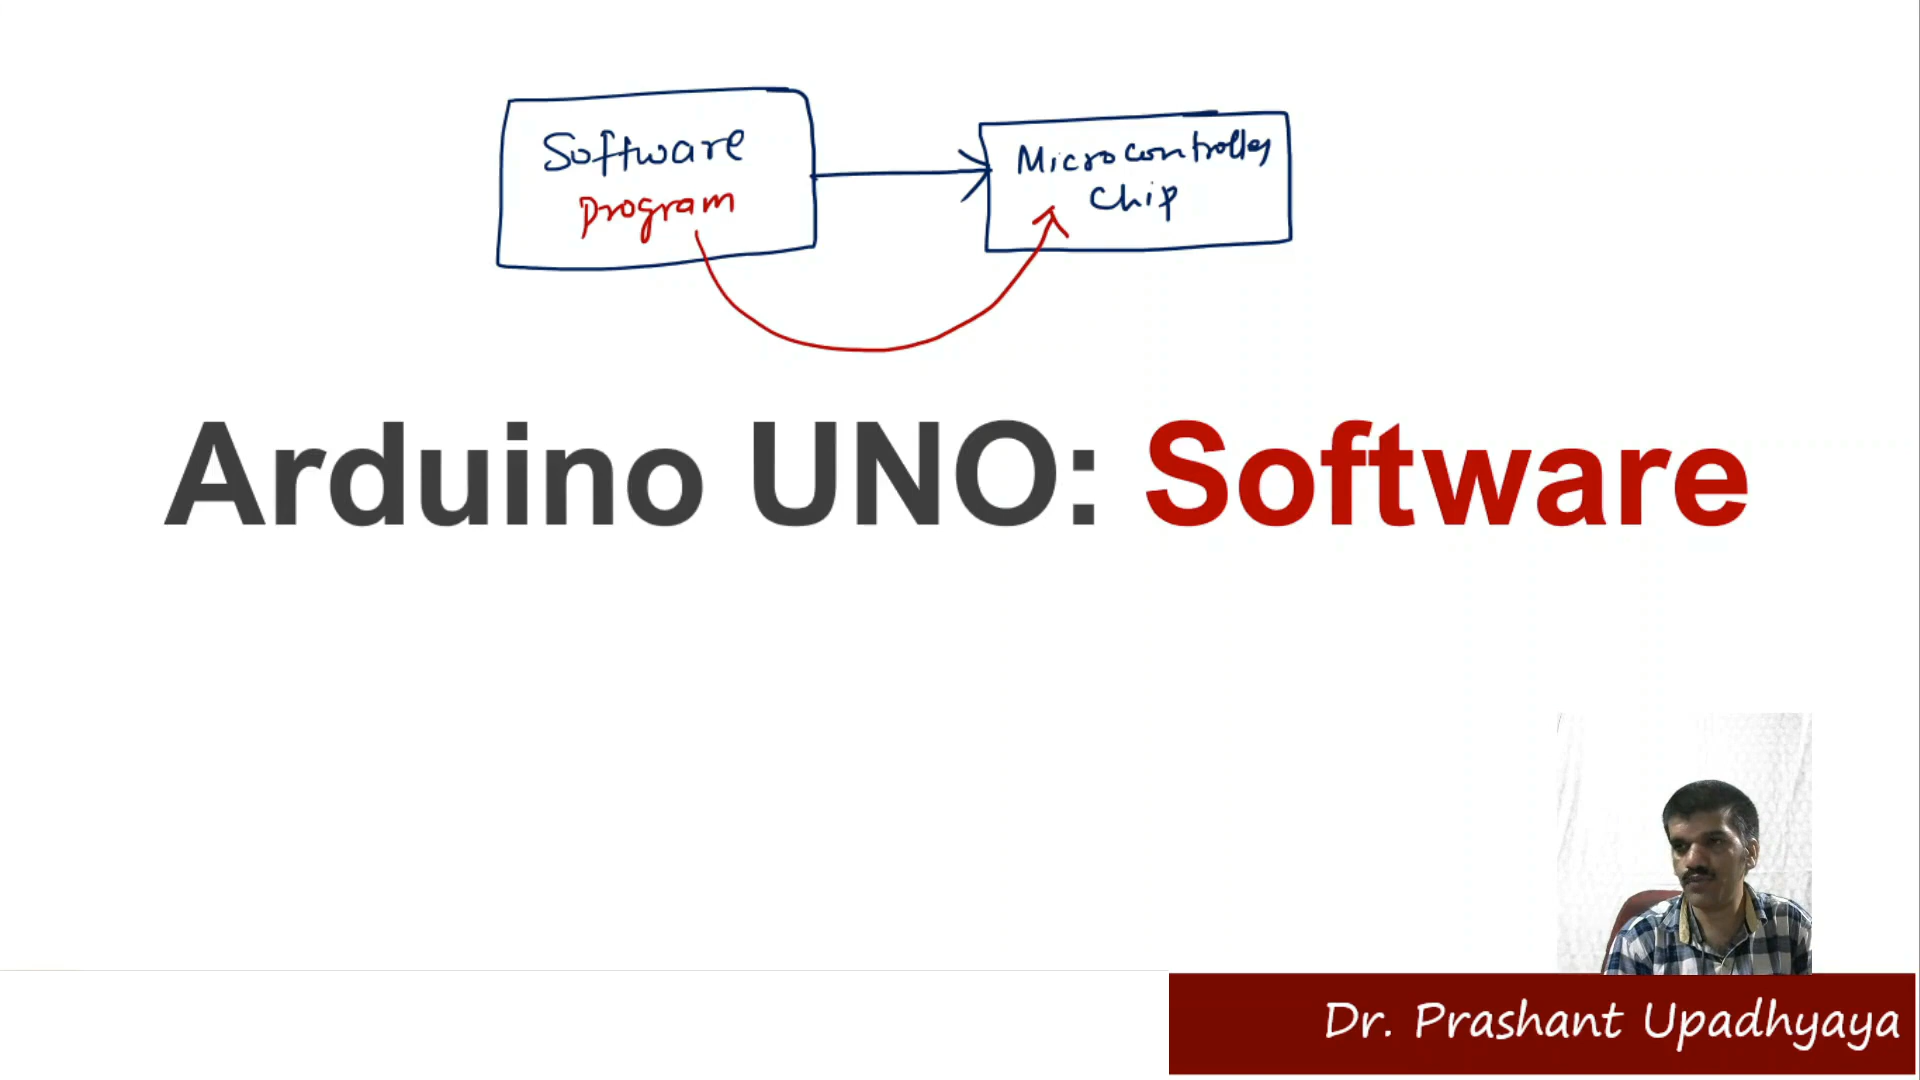 Software
program
Microcontroller
Chip
Arduino UNO: Software
Dr. Prashant Upadhyaya